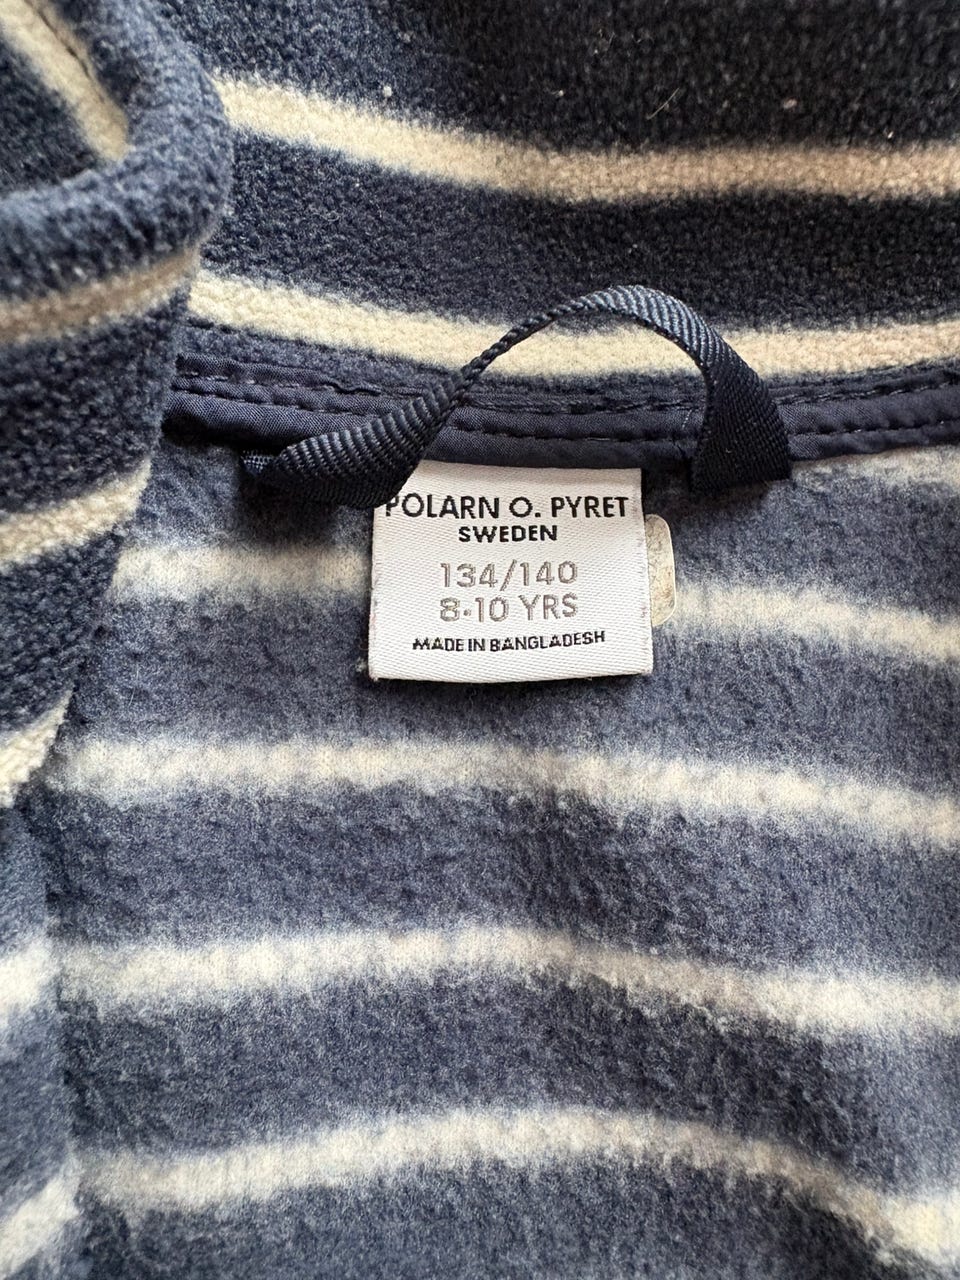 POLARN O. PYRET
SWEDEN
134/140
8-10 YRS
MADE IN BANGLADESH